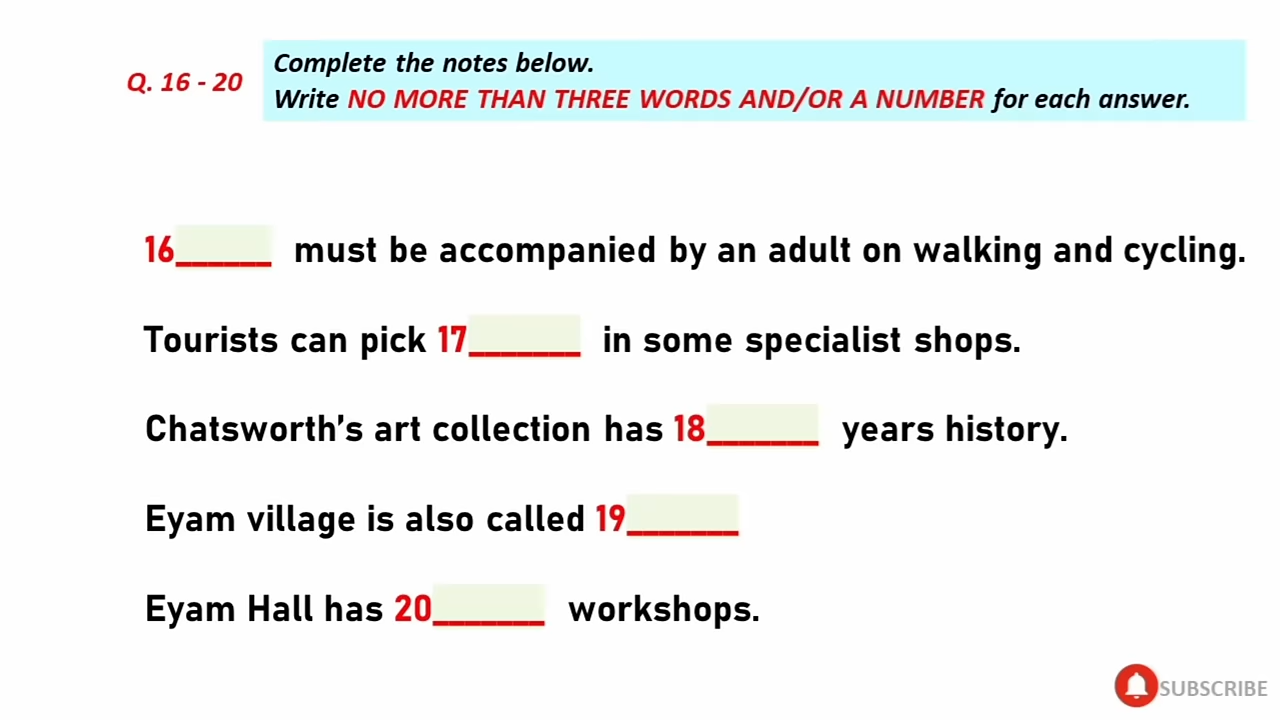 Q. 16 - 20
Complete the notes below.
Write NO MORE THAN THREE WORDS AND/OR A NUMBER for each answer.
16______ must be accompanied by an adult on walking and cycling.
Tourists can pick 17_______ in some specialist shops.
Chatsworth’s art collection has 18_______ years history.
Eyam village is also called 19_______
Eyam Hall has 20_______ workshops.
SUBSCRIBE